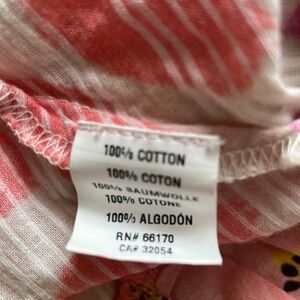 100% COTTON
100% COTON
100% BAUMWOLLE
100% COTONE
100% ALGODÓN
RN# 66170
CA# 32054